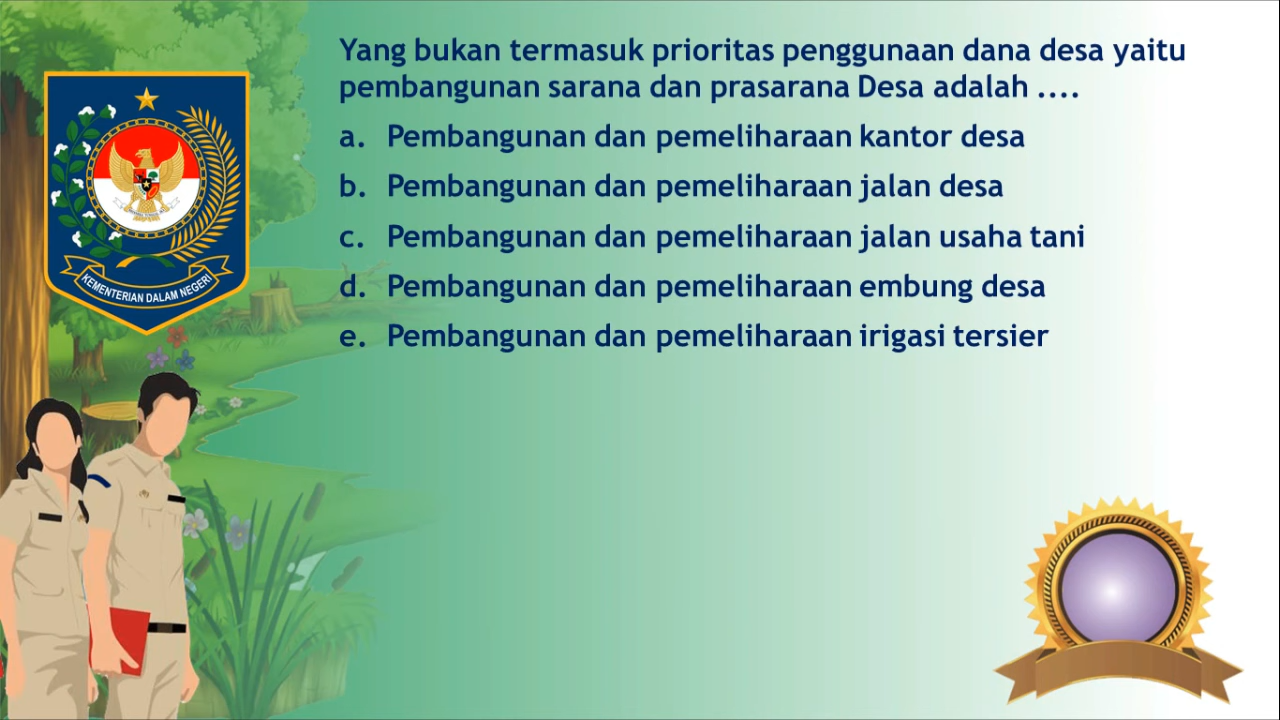 KEMENTERIAN DALAM NEGERI
Yang bukan termasuk prioritas penggunaan dana desa yaitu
pembangunan sarana dan prasarana Desa adalah ....
a. Pembangunan dan pemeliharaan kantor desa
b. Pembangunan dan pemeliharaan jalan desa
c. Pembangunan dan pemeliharaan jalan usaha tani
d. Pembangunan dan pemeliharaan embung desa
e. Pembangunan dan pemeliharaan irigasi tersier